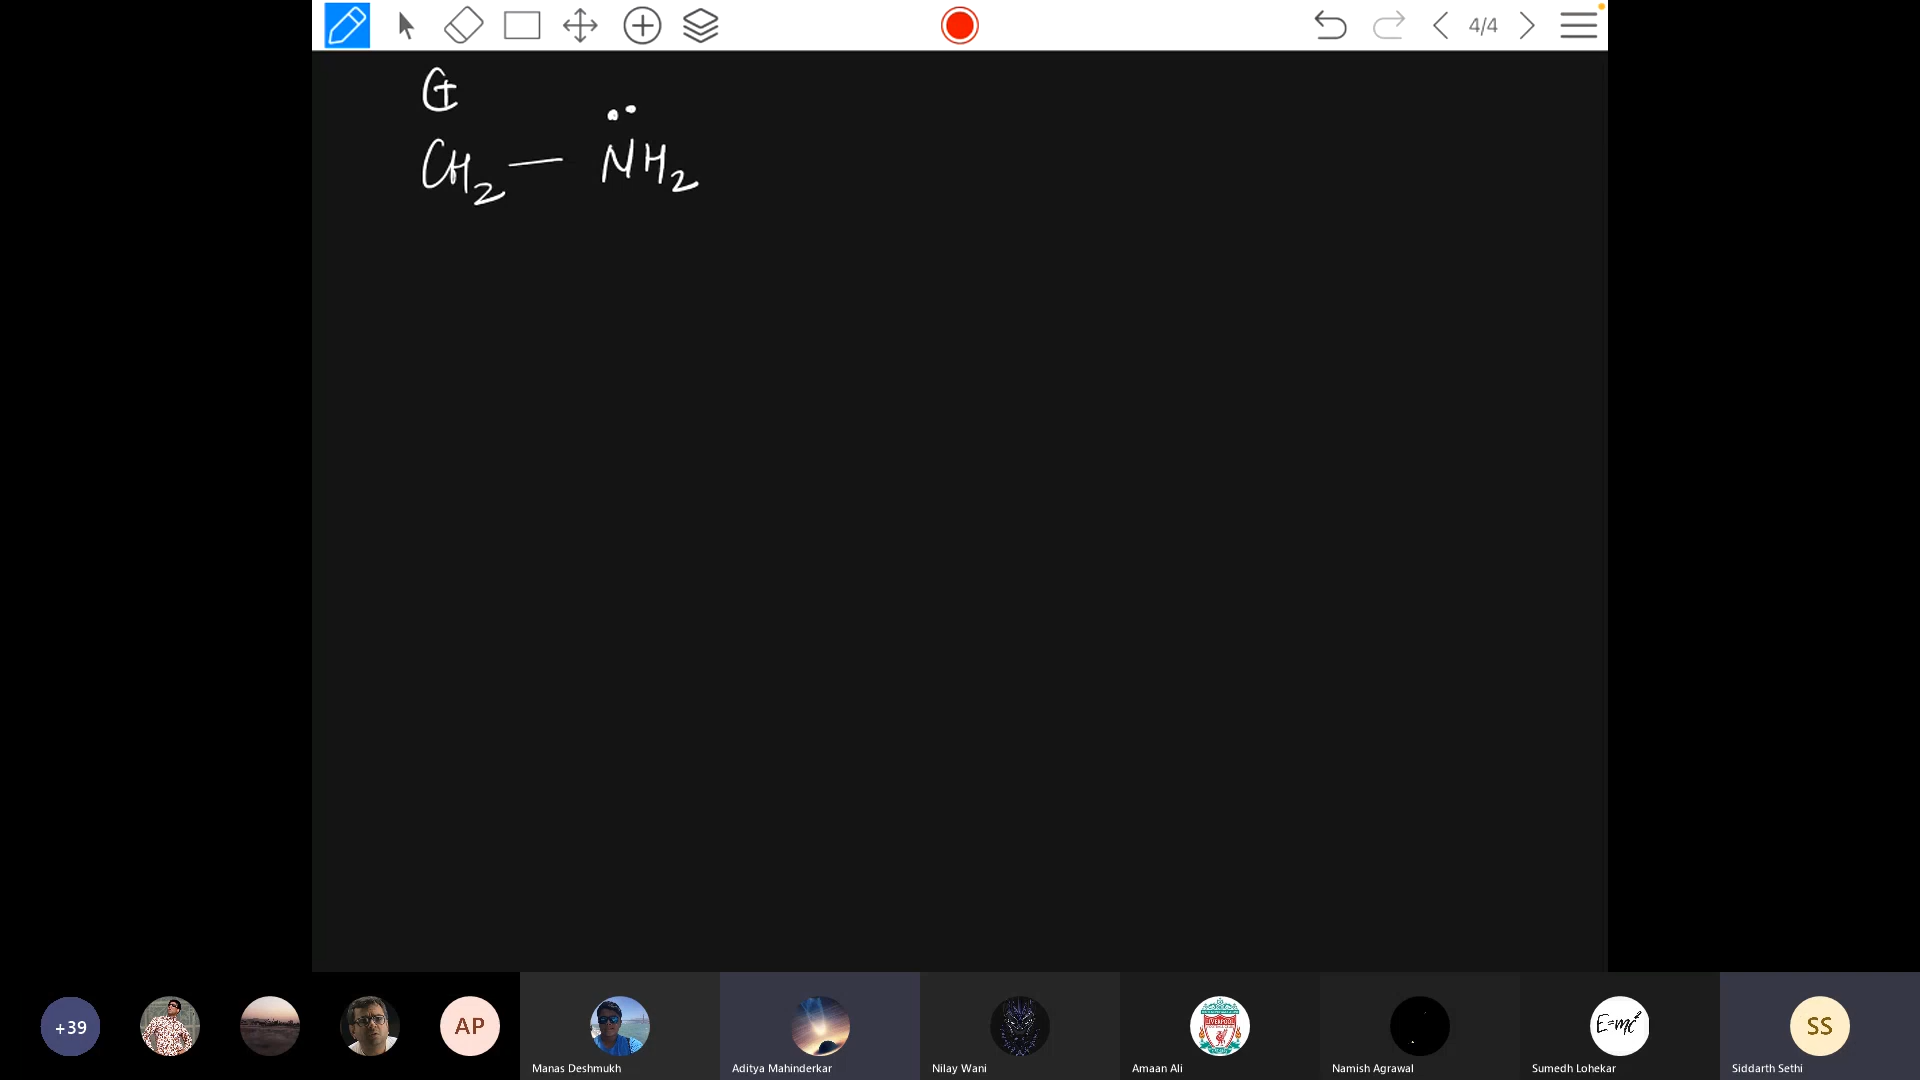 4/4
⊕
CH₂ — N̈H₂
+39
AP
E=mc²
SS
Manas Deshmukh
Aditya Mahinderkar
Nilay Wani
Amaan Ali
Namish Agrawal
Sumedh Lohekar
Siddarth Sethi